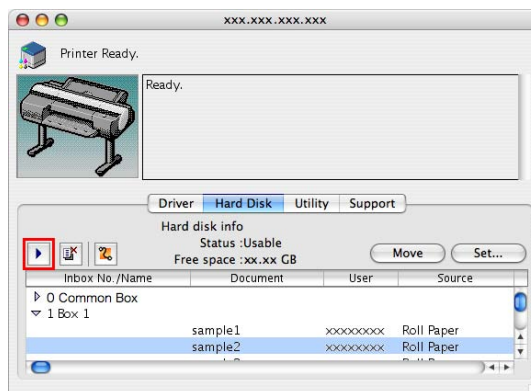 xxx.xxx.xxx.xxx
Printer Ready.
Ready.
Driver Hard Disk Utility Support
Hard disk info
Status :Usable
Free space :xx.xx GB
Move Set...
Inbox No./Name Document User Source
0 Common Box
1 Box 1
sample1 xxxxxxxx Roll Paper
sample2 xxxxxxxx Roll Paper